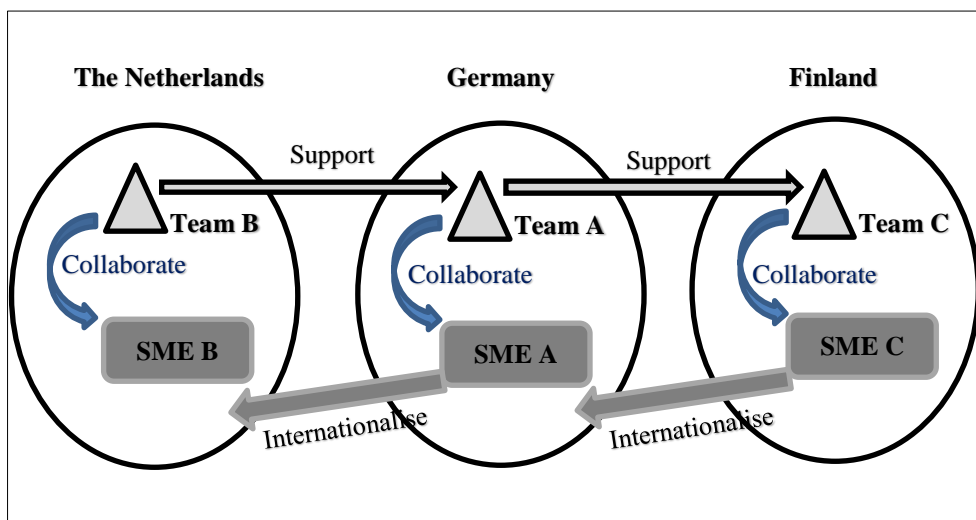 The Netherlands
Germany
Finland
Support
Support
Team B
Team A
Team C
Collaborate
Collaborate
Collaborate
SME B
SME A
SME C
Internationalise
Internationalise